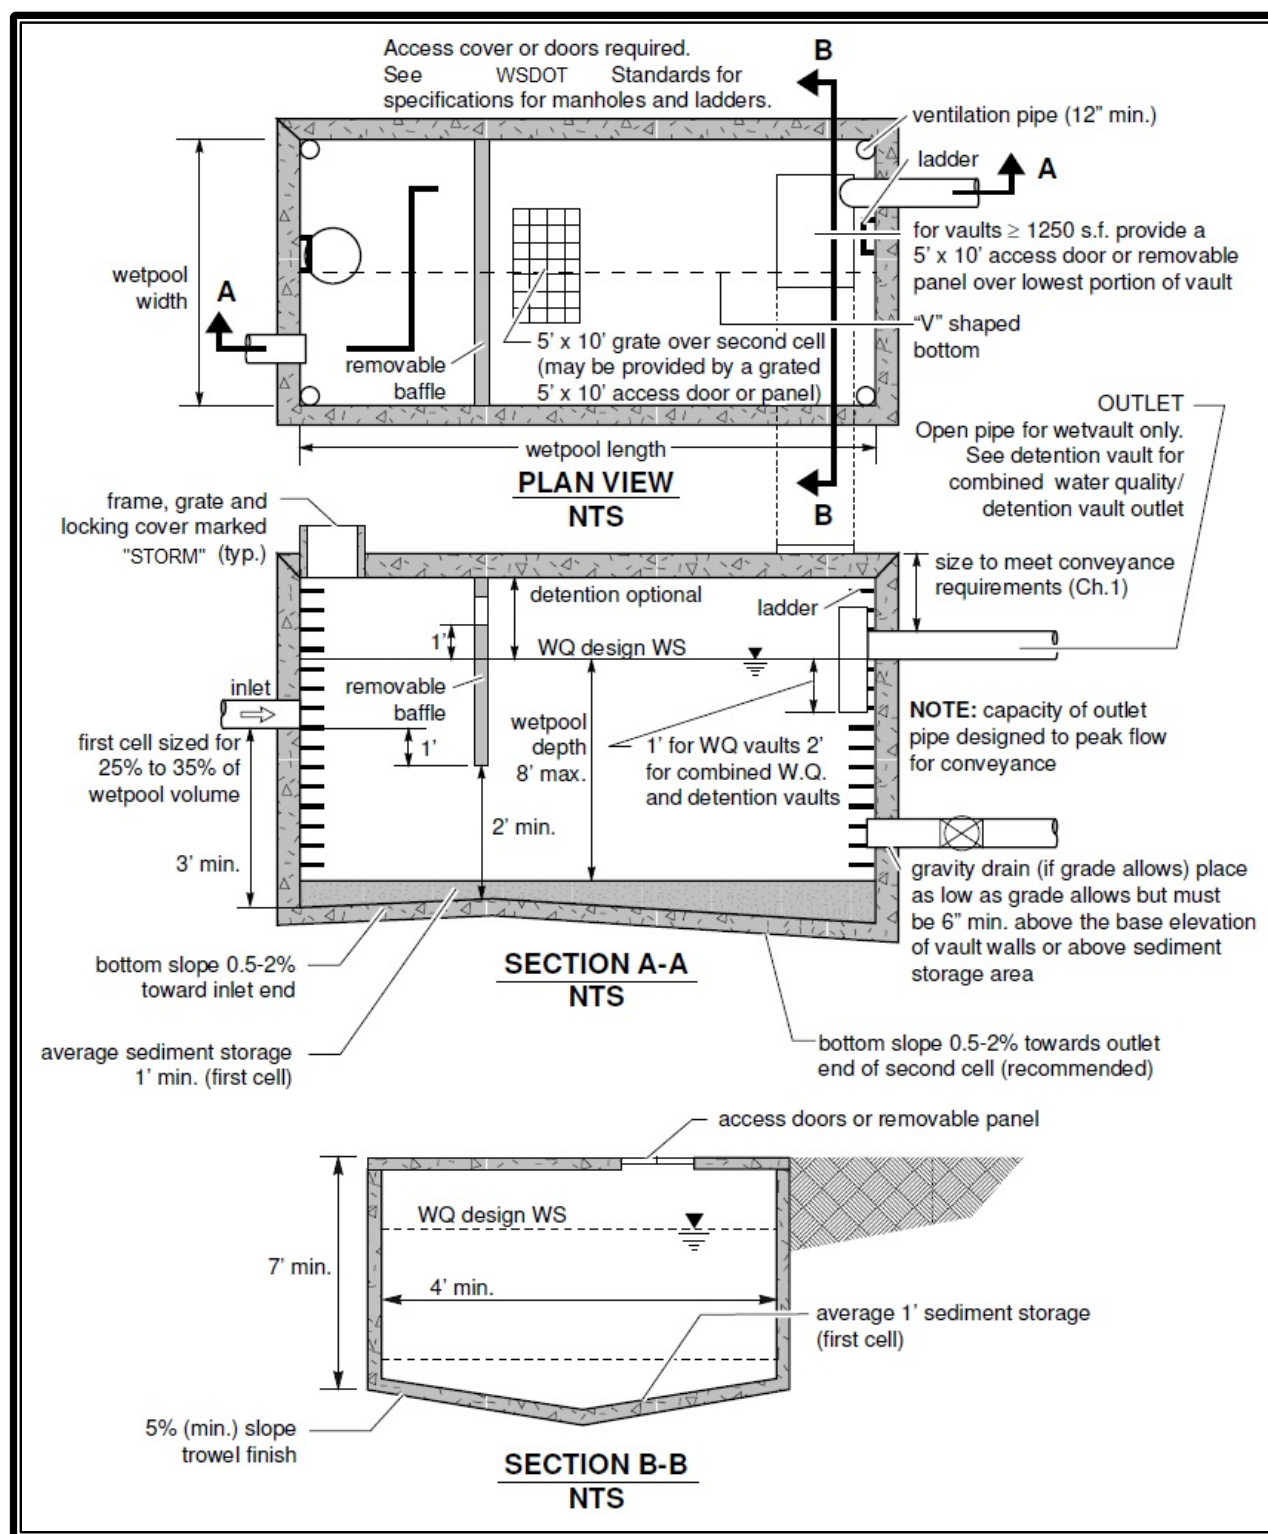 Access cover or doors required.
See WSDOT Standards for
specifications for manholes and ladders.
B
ventilation pipe (12” min.)
ladder
A
for vaults ≥ 1250 s.f. provide a
5’ x 10’ access door or removable
panel over lowest portion of vault
wetpool
width
A
“V” shaped
bottom
removable
baffle
5’ x 10’ grate over second cell
(may be provided by a grated
5’ x 10’ access door or panel)
wetpool length
B
PLAN VIEW
NTS
OUTLET
Open pipe for wetvault only.
See detention vault for
combined water quality/
detention vault outlet
frame, grate and
locking cover marked
"STORM" (typ.)
size to meet conveyance
requirements (Ch.1)
detention optional
ladder
1’
WQ design WS
inlet
removable
baffle
wetpool
depth
8’ max.
1’
1’ for WQ vaults 2’
for combined W.Q.
and detention vaults
NOTE: capacity of outlet
pipe designed to peak flow
for conveyance
first cell sized for
25% to 35% of
wetpool volume
2’ min.
3’ min.
gravity drain (if grade allows) place
as low as grade allows but must
be 6” min. above the base elevation
of vault walls or above sediment
storage area
bottom slope 0.5-2%
toward inlet end
SECTION A-A
NTS
average sediment storage
1’ min. (first cell)
bottom slope 0.5-2% towards outlet
end of second cell (recommended)
access doors or removable panel
WQ design WS
7’ min.
4’ min.
average 1’ sediment storage
(first cell)
5% (min.) slope
trowel finish
SECTION B-B
NTS